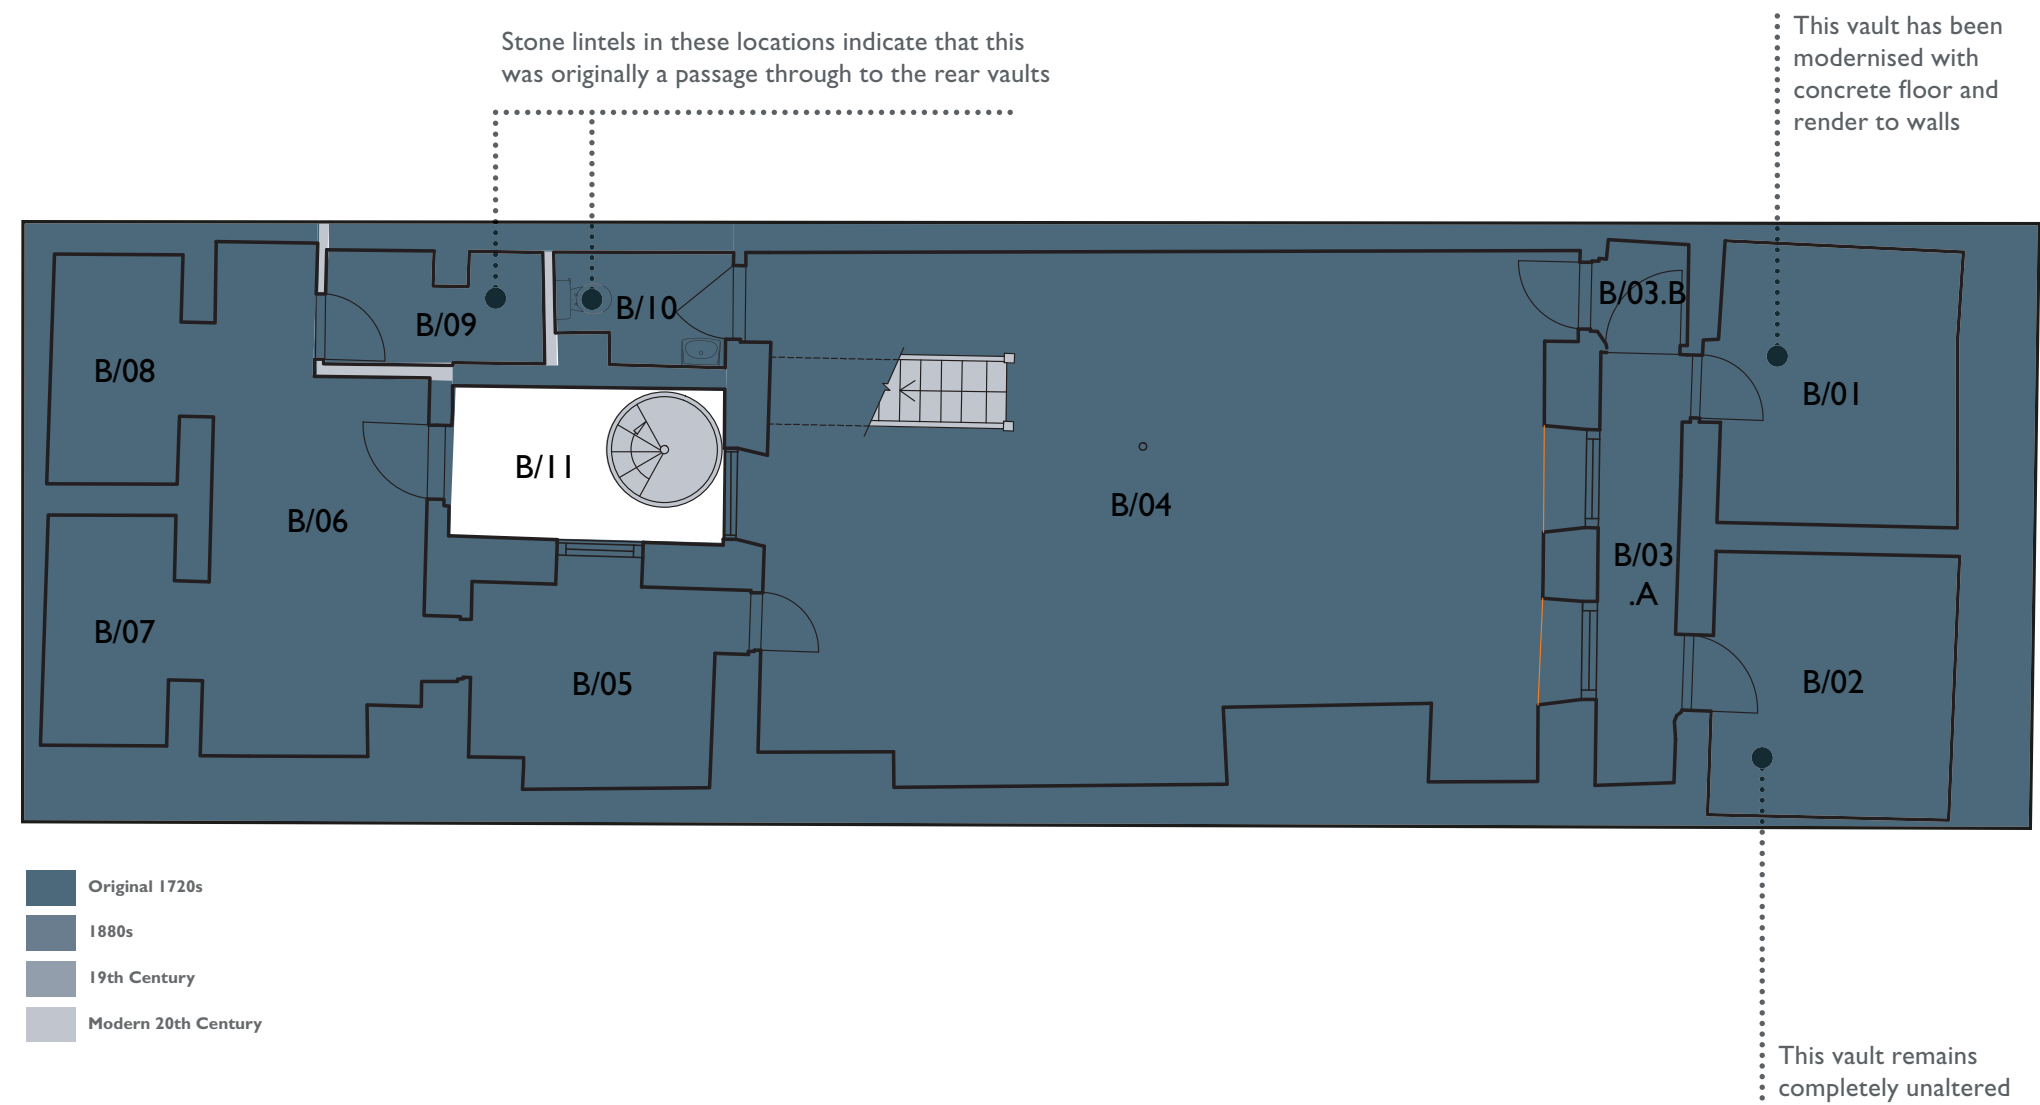 Stone lintels in these locations indicate that this
was originally a passage through to the rear vaults
This vault has been
modernised with
concrete floor and
render to walls
B/08
B/09
B/10
B/03.B
B/01
B/11
B/06
B/04
B/03
.A
B/07
B/05
B/02
Original 1720s
1880s
19th Century
Modern 20th Century
This vault remains
completely unaltered